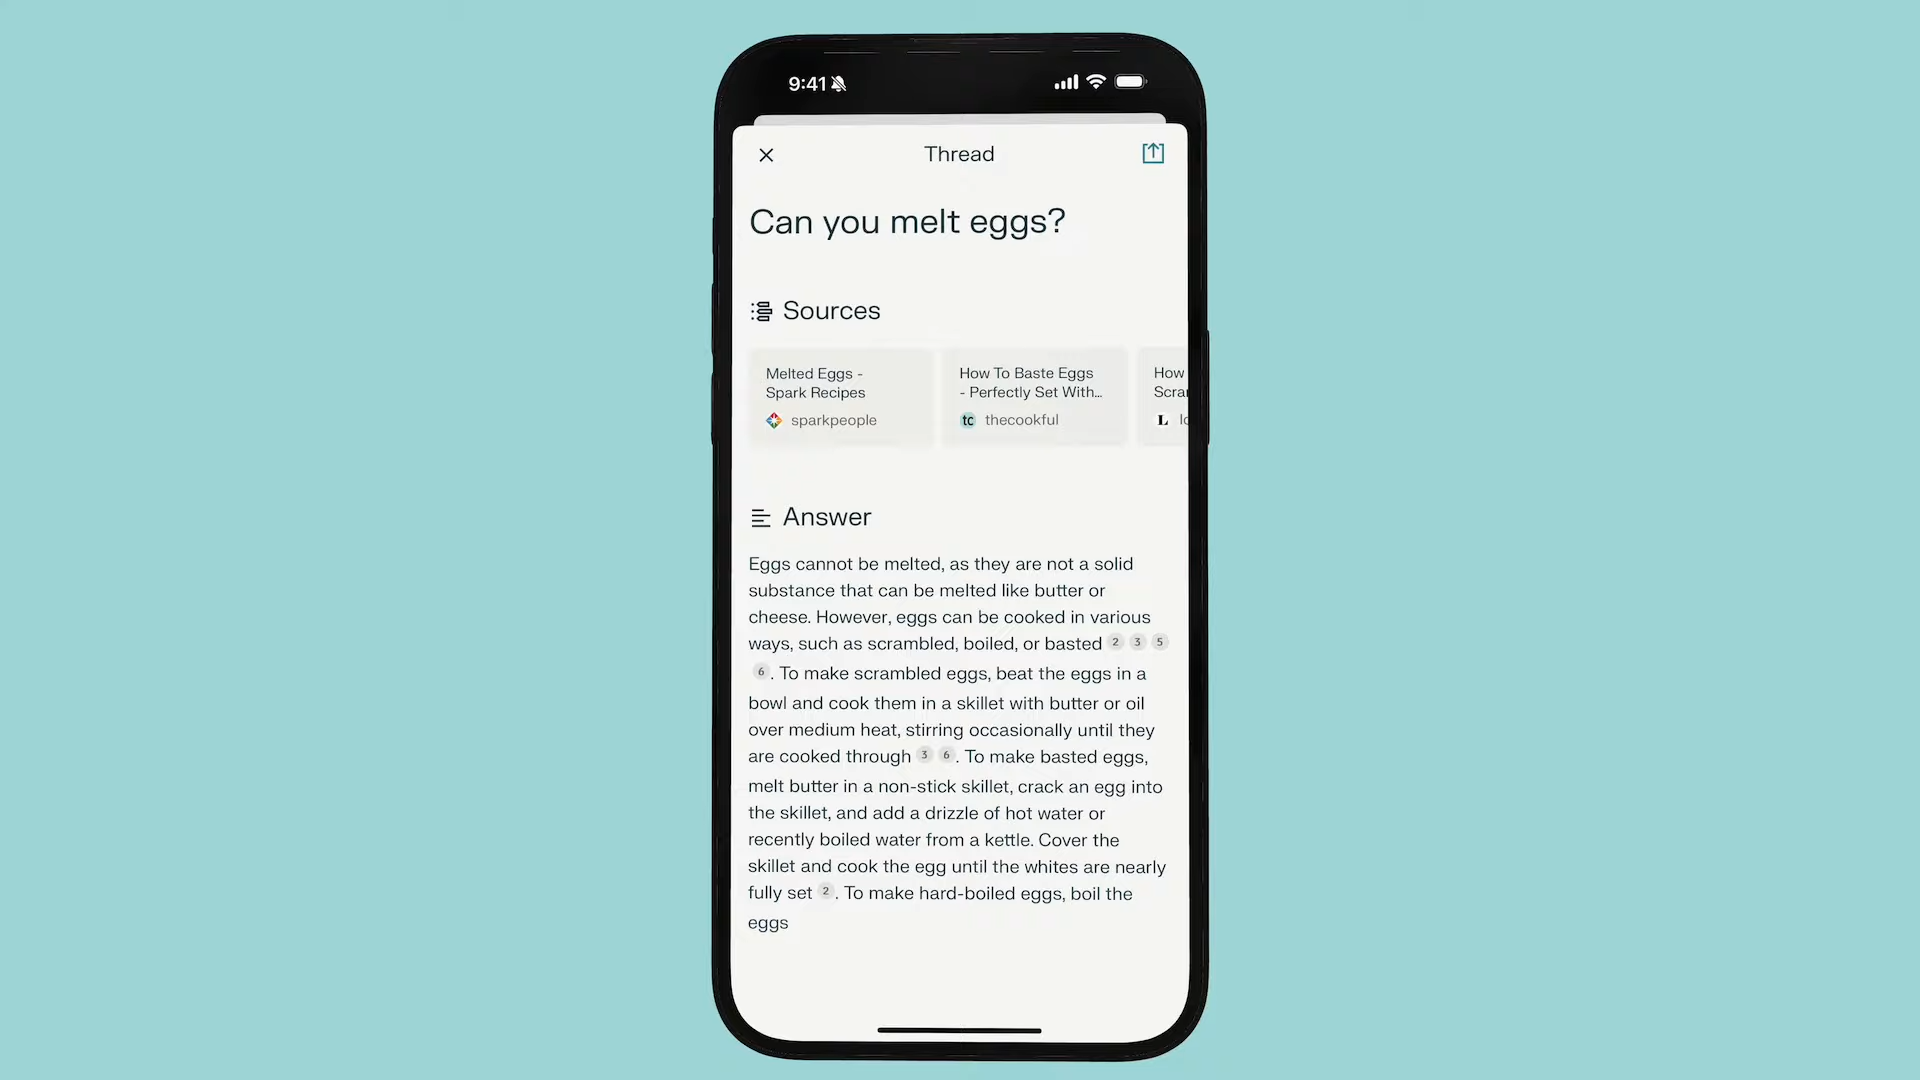 9:41
Thread
Can you melt eggs?
Sources
Melted Eggs -
Spark Recipes
sparkpeople
How To Baste Eggs
- Perfectly Set With...
tc thecookful
How
Scra
L
Answer
Eggs cannot be melted, as they are not a solid
substance that can be melted like butter or
cheese. However, eggs can be cooked in various
ways, such as scrambled, boiled, or basted 2 3 5
6. To make scrambled eggs, beat the eggs in a
bowl and cook them in a skillet with butter or oil
over medium heat, stirring occasionally until they
are cooked through 3 6. To make basted eggs,
melt butter in a non-stick skillet, crack an egg into
the skillet, and add a drizzle of hot water or
recently boiled water from a kettle. Cover the
skillet and cook the egg until the whites are nearly
fully set 2. To make hard-boiled eggs, boil the
eggs